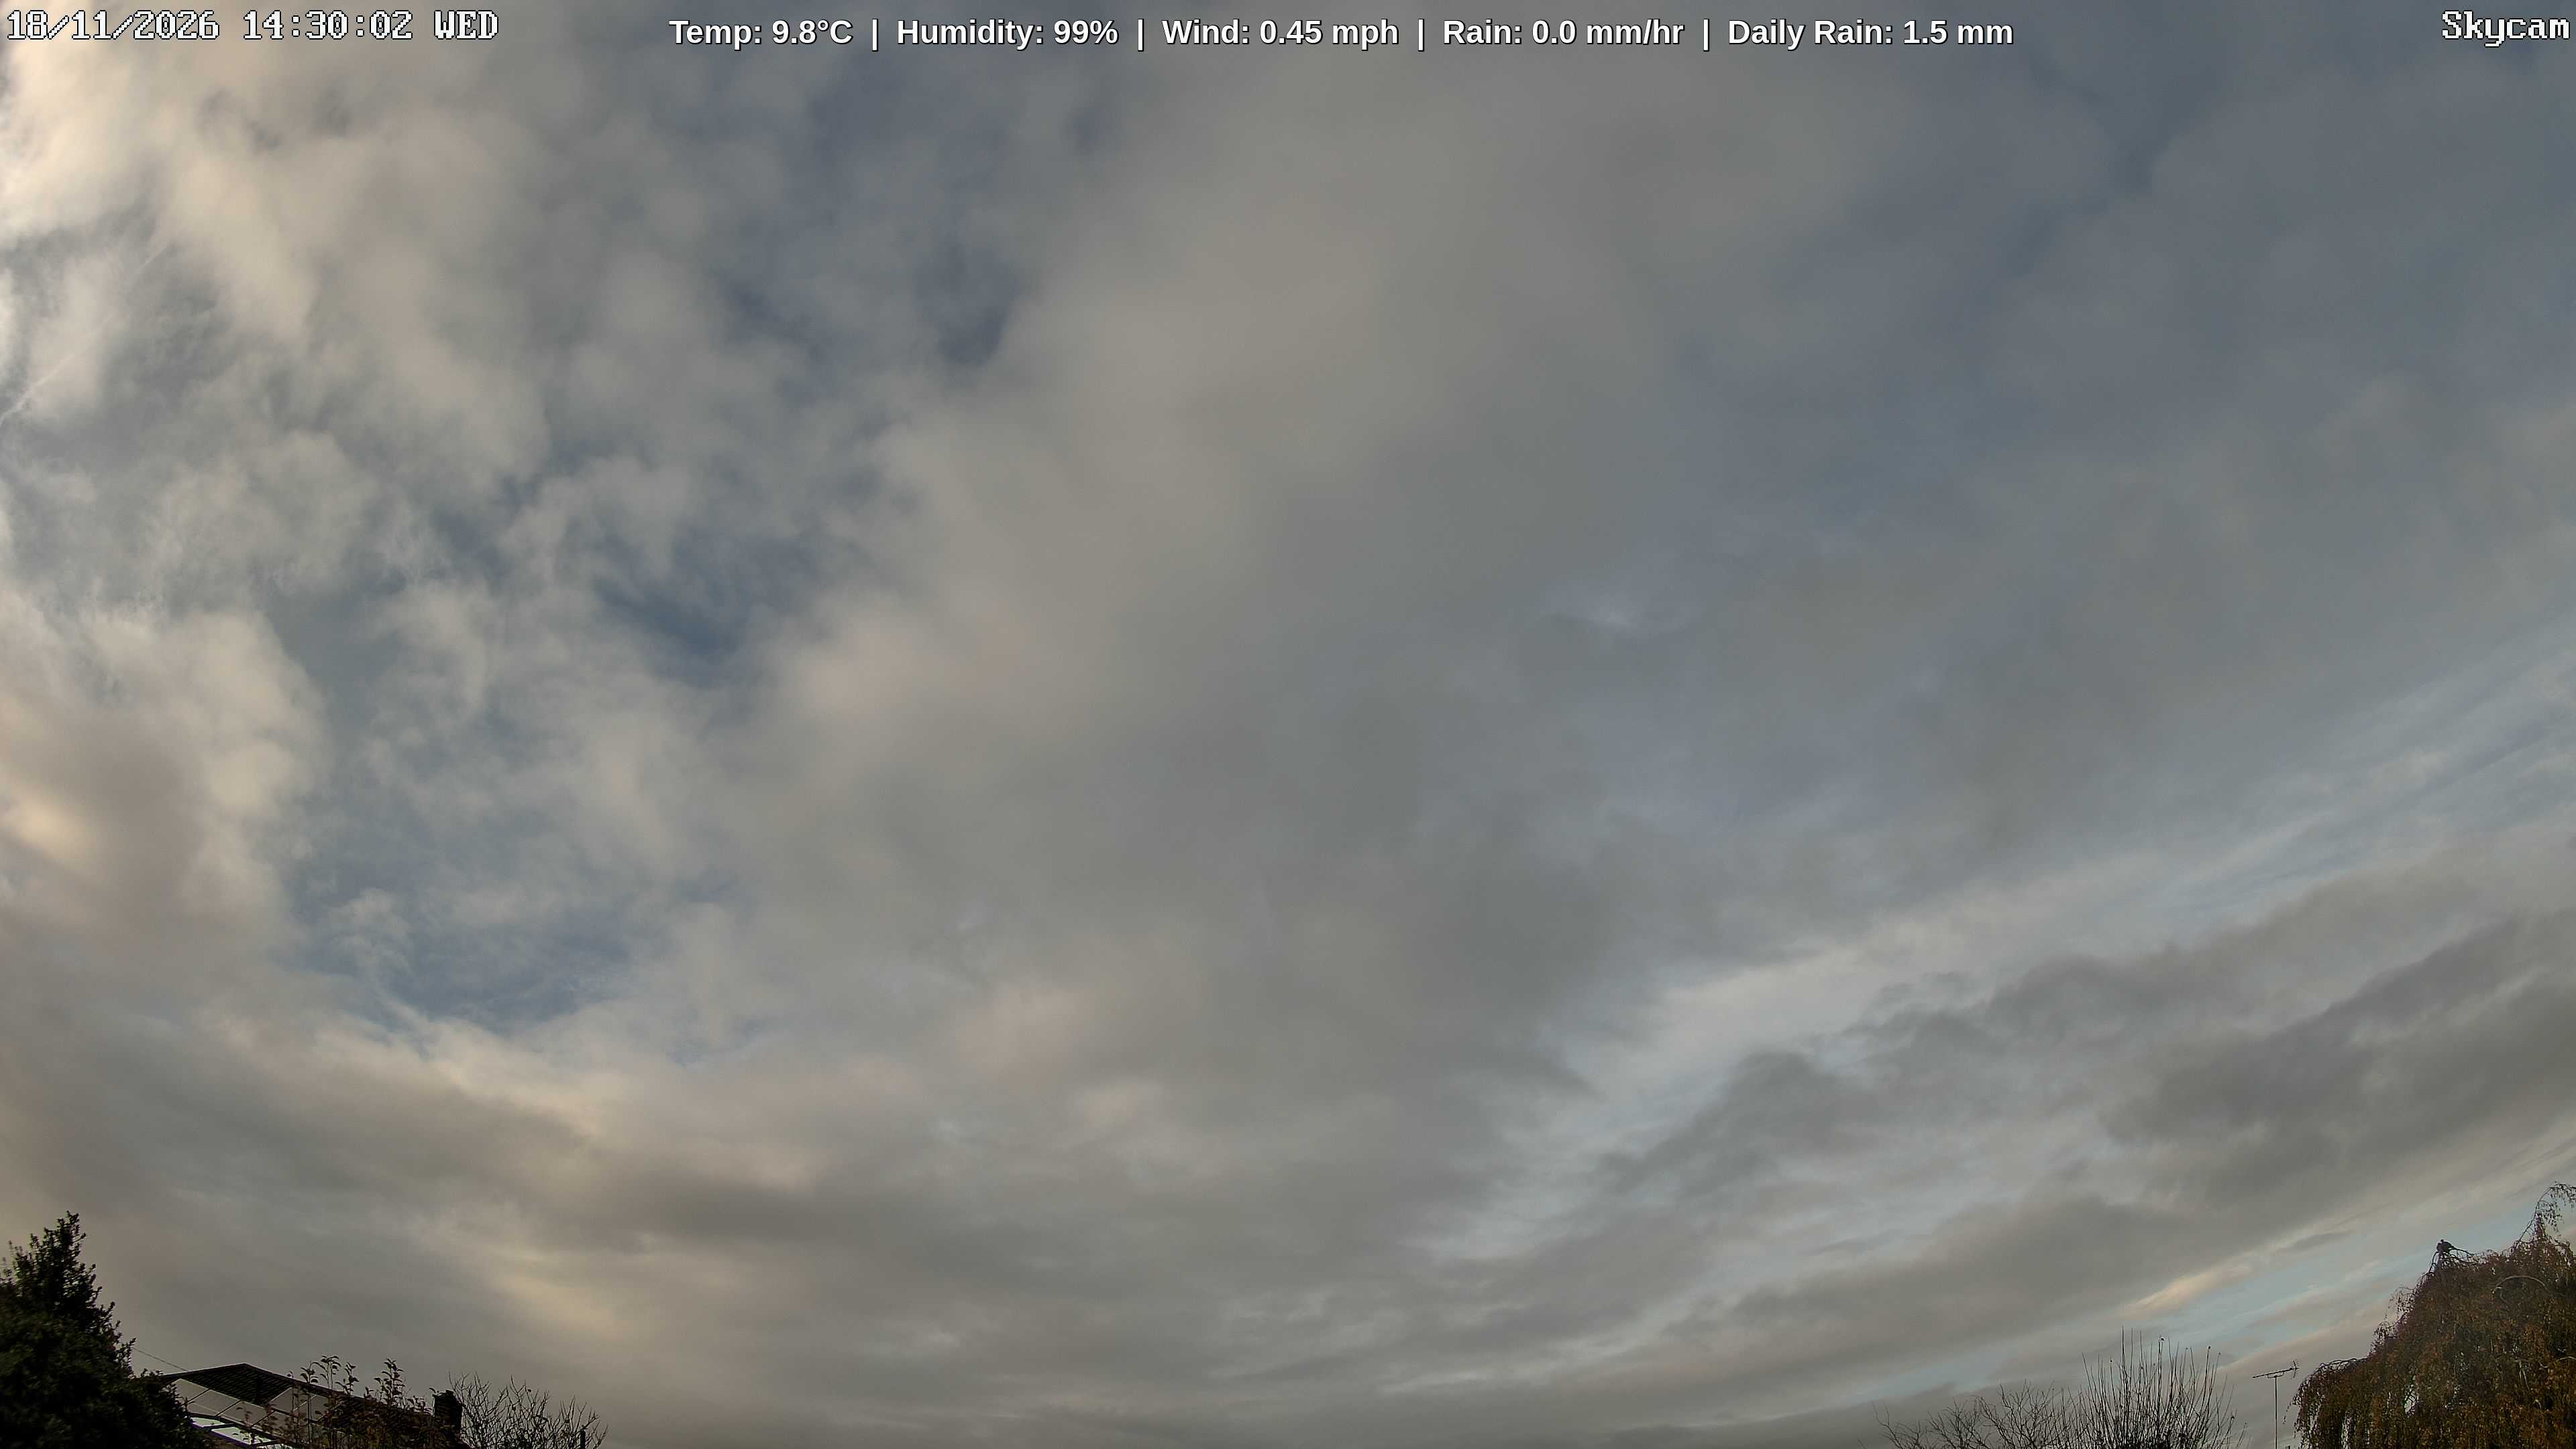 18/11/2026 14:30:02 WED
Temp: 9.8°C | Humidity: 99% | Wind: 0.45 mph | Rain: 0.0 mm/hr | Daily Rain: 1.5 mm
Skycam